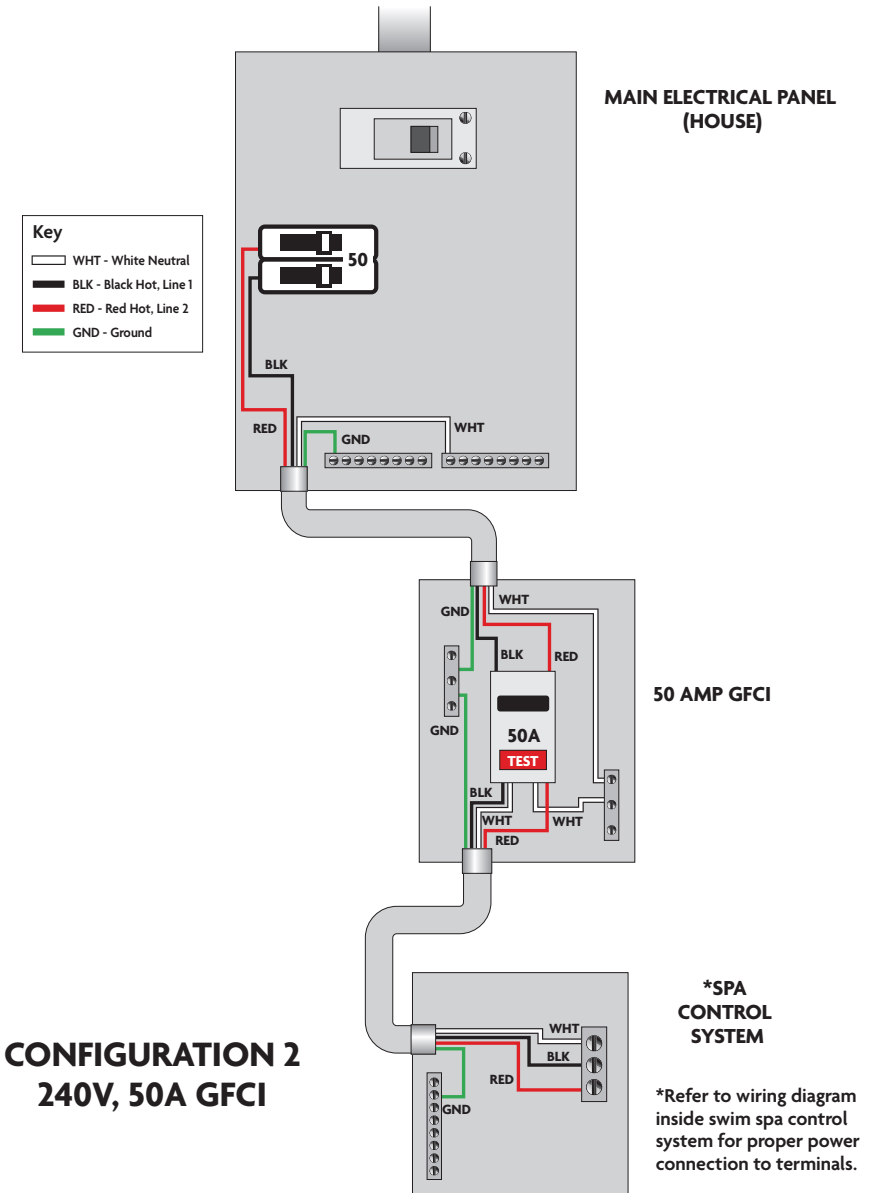 MAIN ELECTRICAL PANEL
(HOUSE)
Key
WHT - White Neutral
BLK - Black Hot, Line 1
RED - Red Hot, Line 2
GND - Ground
50
BLK
RED
GND
WHT
WHT
GND
BLK
RED
50 AMP GFCI
GND
50A
TEST
BLK
WHT
WHT
RED
*SPA
CONTROL
SYSTEM
WHT
BLK
RED
GND
CONFIGURATION 2
240V, 50A GFCI
*Refer to wiring diagram
inside swim spa control
system for proper power
connection to terminals.